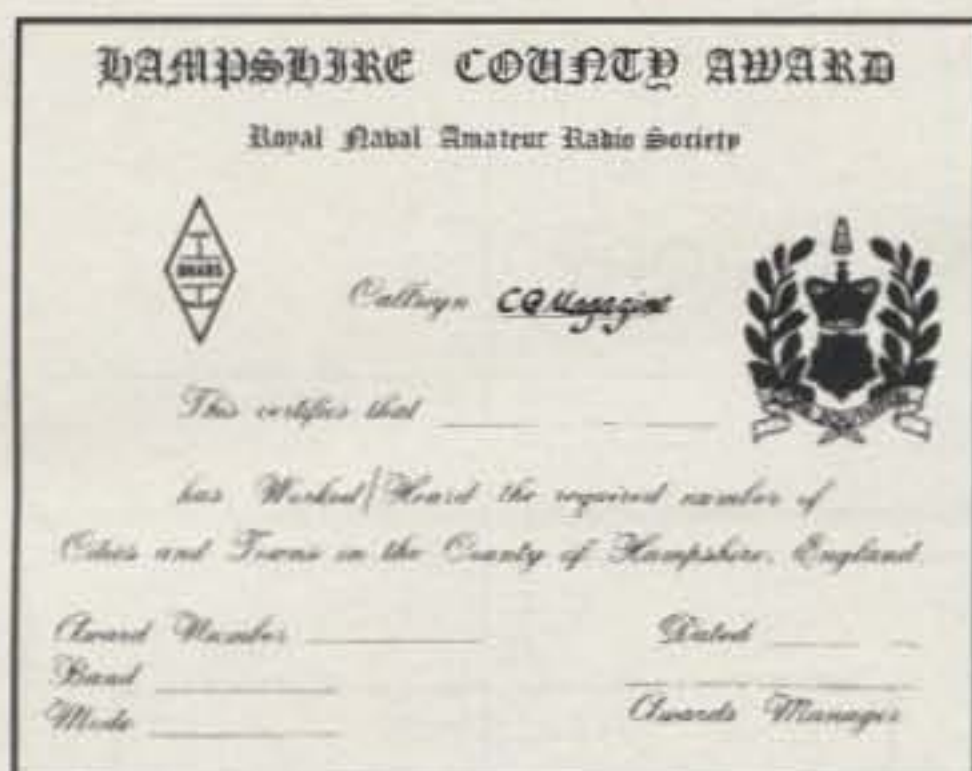 HAMPSHIRE COUNTY AWARD
Royal Naval Amateur Radio Society
RNARS
Callsign CQ Magazine
This certifies that
has Worked/Heard the required number of
Cities and Towns in the County of Hampshire, England.
Award Number
Dated
Band
Mode
Awards Manager